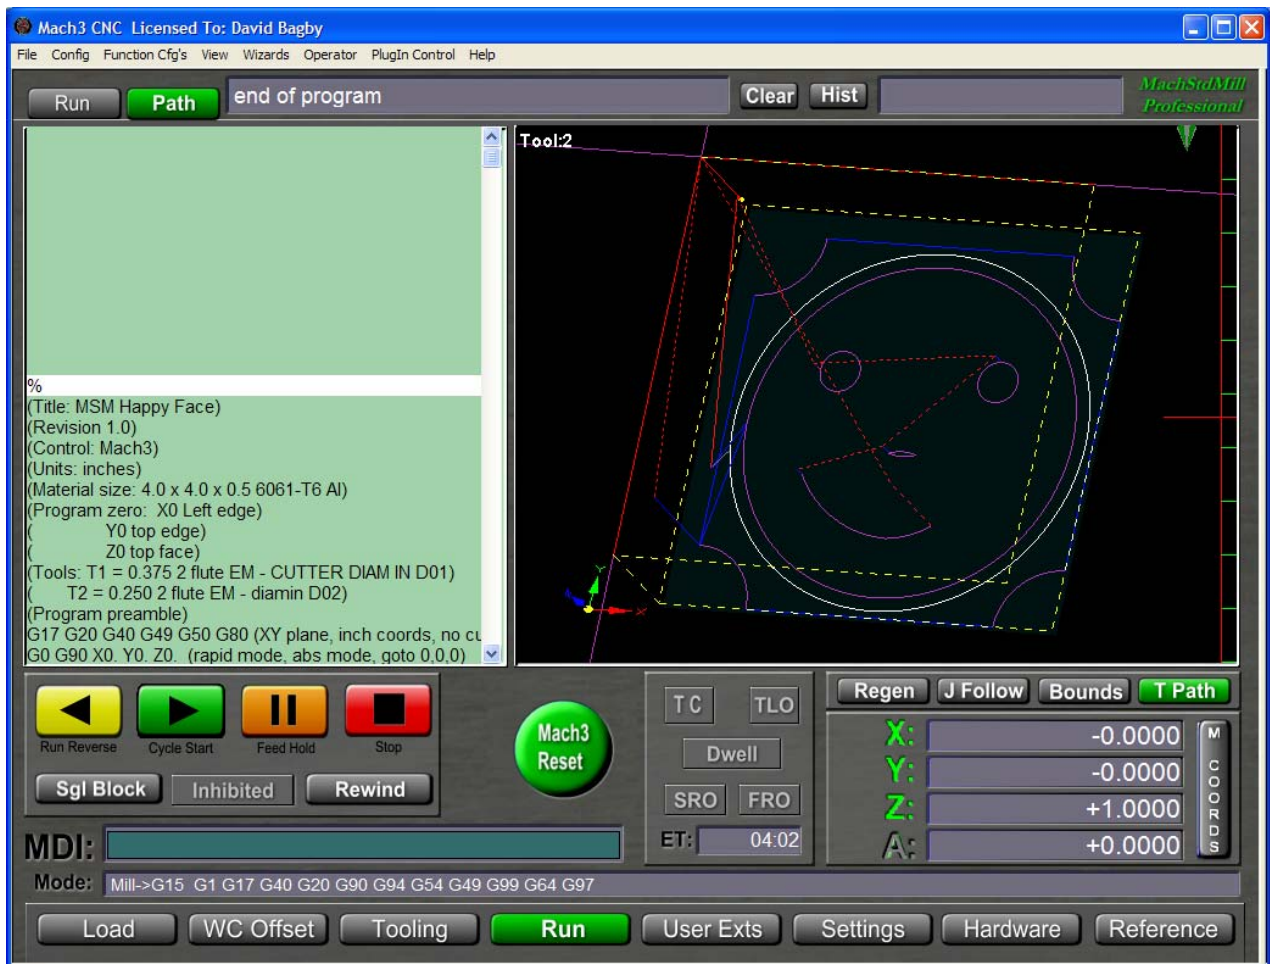 Mach3 CNC  Licensed To: David Bagby
File Config Function Cfg's View Wizards Operator PlugIn Control Help
Run Path end of program Clear Hist MachStdMill
Professional
Tool:2
%
(Title: MSM Happy Face)
(Revision 1.0)
(Control: Mach3)
(Units: inches)
(Material size: 4.0 x 4.0 x 0.5 6061-T6 Al)
(Program zero:  X0 Left edge)
(        Y0 top edge)
(        Z0 top face)
(Tools: T1 = 0.375 2 flute EM - CUTTER DIAM IN D01)
(      T2 = 0.250 2 flute EM - diamin D02)
(Program preamble)
G17 G20 G40 G49 G50 G80 (XY plane, inch coords, no cu
G0 G90 X0. Y0. Z0.  (rapid mode, abs mode, goto 0,0,0)
Y
X
Run Reverse Cycle Start Feed Hold Stop
Sgl Block Inhibited Rewind
Mach3
Reset
T C TLO
Dwell
SRO FRO
ET: 04:02
Regen J Follow Bounds T Path
X: -0.0000
Y: -0.0000
Z: +1.0000
A: +0.0000
M COORDS
MDI:
Mode: Mill->G15  G1 G17 G40 G20 G90 G94 G54 G49 G99 G64 G97
Load WC Offset Tooling Run User Exts Settings Hardware Reference